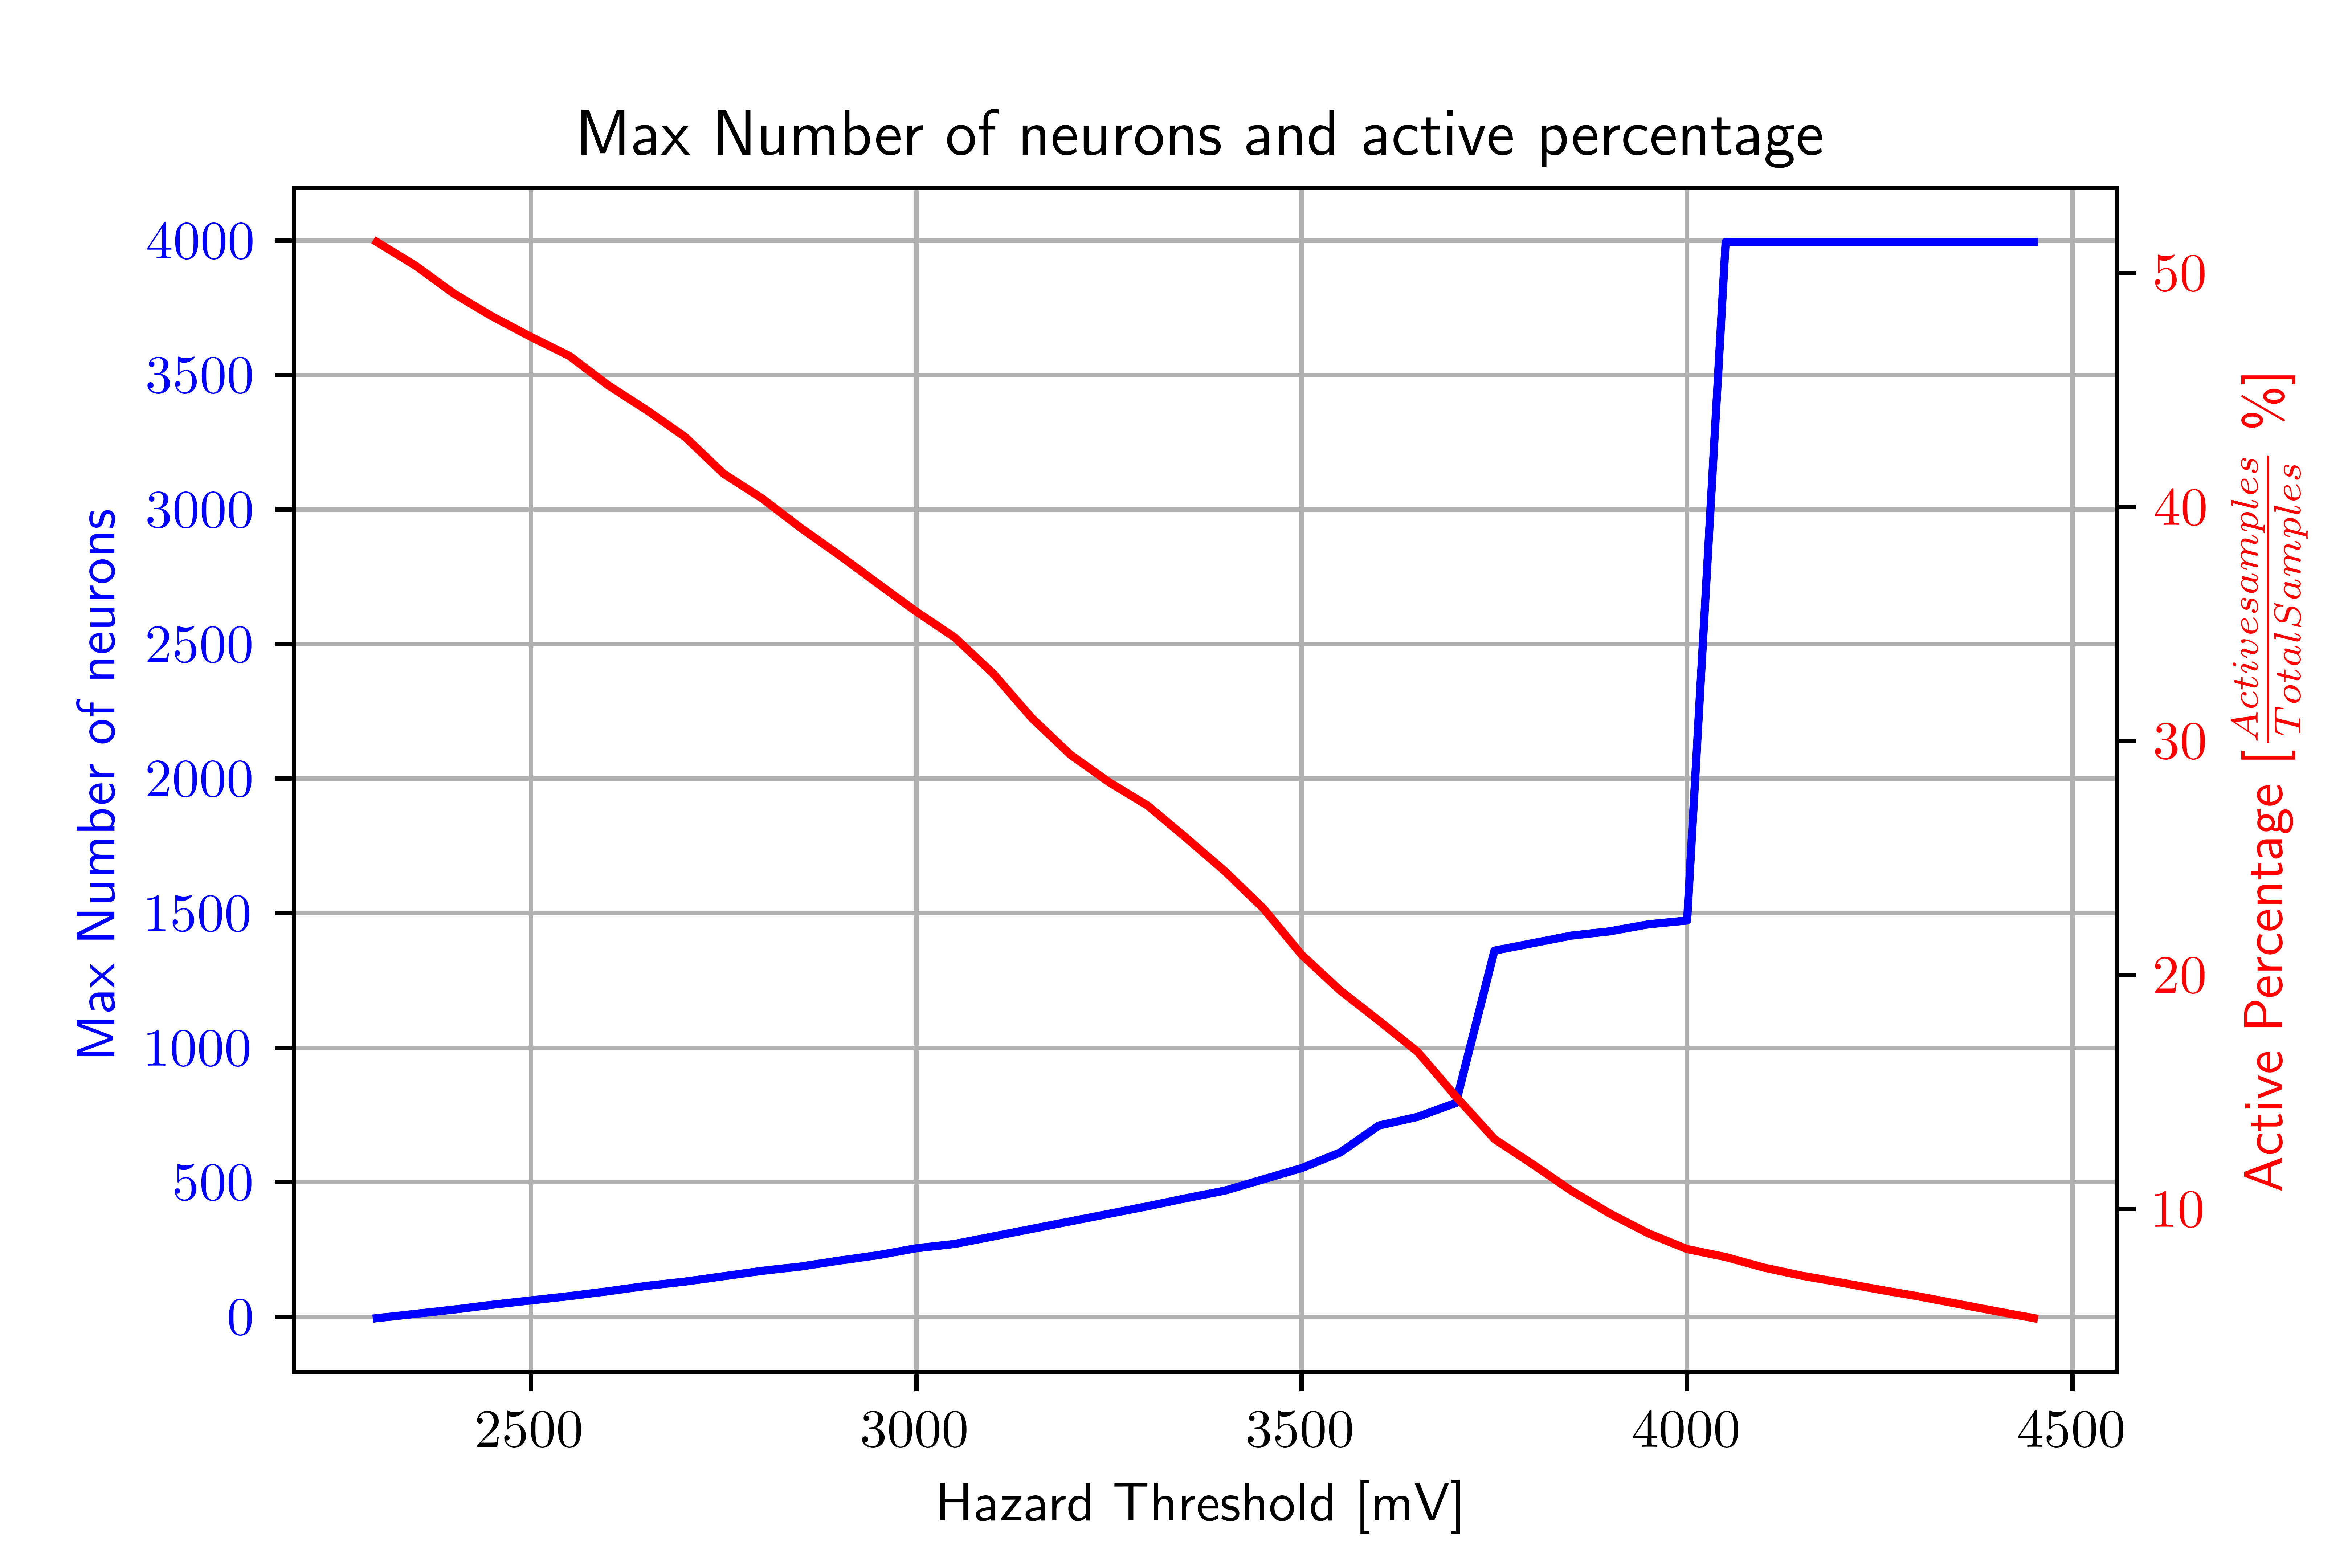 Max Number of neurons and active percentage
4000
3500
3000
2500
2000
1500
1000
500
0
Max Number of neurons
50
40
30
20
10
Active Percentage [Activesamples/TotalSamples %]
2500 3000 3500 4000 4500
Hazard Threshold [mV]